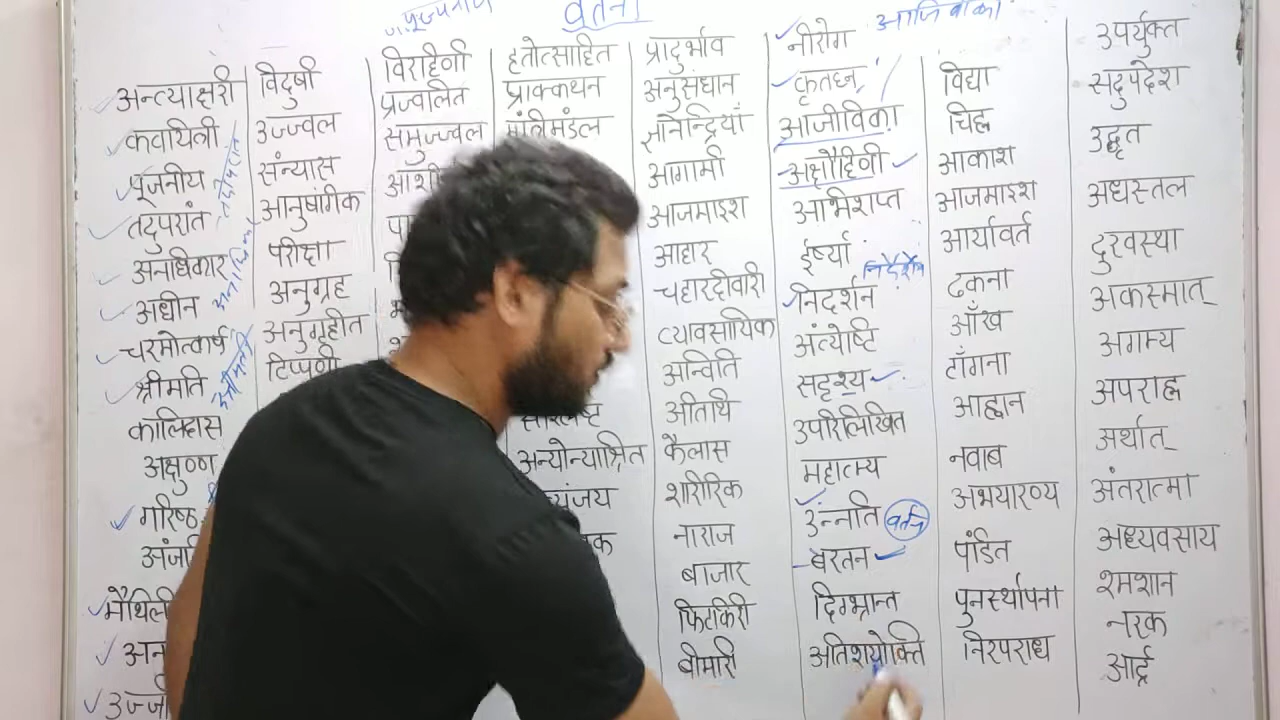 वर्तनी
आजिवीका
अन्त्याक्षरी
कवयित्री
पूजनीय
तदुपरांत
अनाधिकार
अधीन
चरमोत्कर्ष
श्रीमति
कालिदास
अक्षुण्ण
गरिष्ठ
मैथिली
विदुषी
उज्ज्वल
संन्यास
आनुषंगिक
परीक्षा
अनुग्रह
अनुगृहीत
टिप्पणी
विरहिणी
प्रज्वलित
समुज्ज्वल
हतोत्साहित
प्राक्कथन
मंत्रिमंडल
अन्योन्याश्रित
प्रादुर्भाव
अनुसंधान
ज्ञानेन्द्रियाँ
आगामी
आजमाइश
आहार
चहारदीवारी
व्यावसायिक
अन्विति
अतिथि
कैलास
शारीरिक
नाराज
बाजार
फिटकिरी
बीमारी
नीरोग
कृतघ्न
आजीविका
अक्षौहिणी
अभिशप्त
ईर्ष्या
निदर्शन
अंत्येष्टि
सदृश्य
उपरिलिखित
महात्म्य
उन्नति
वर्तन
बरतन
दिग्भ्रान्त
अतिशयोक्ति
विद्या
चिह्न
आकाश
आजमाइश
आर्यावर्त
ढकना
आँख
टाँगना
आह्वान
नवाब
अभयारण्य
पंडित
पुनर्स्थापना
निरपराध
उपर्युक्त
सदुपदेश
उद्धृत
अधस्तल
दुरवस्था
अकस्मात्
अगम्य
अपराह्न
अर्थात्
अंतरात्मा
अध्यवसाय
श्मशान
नरक
आर्द्र